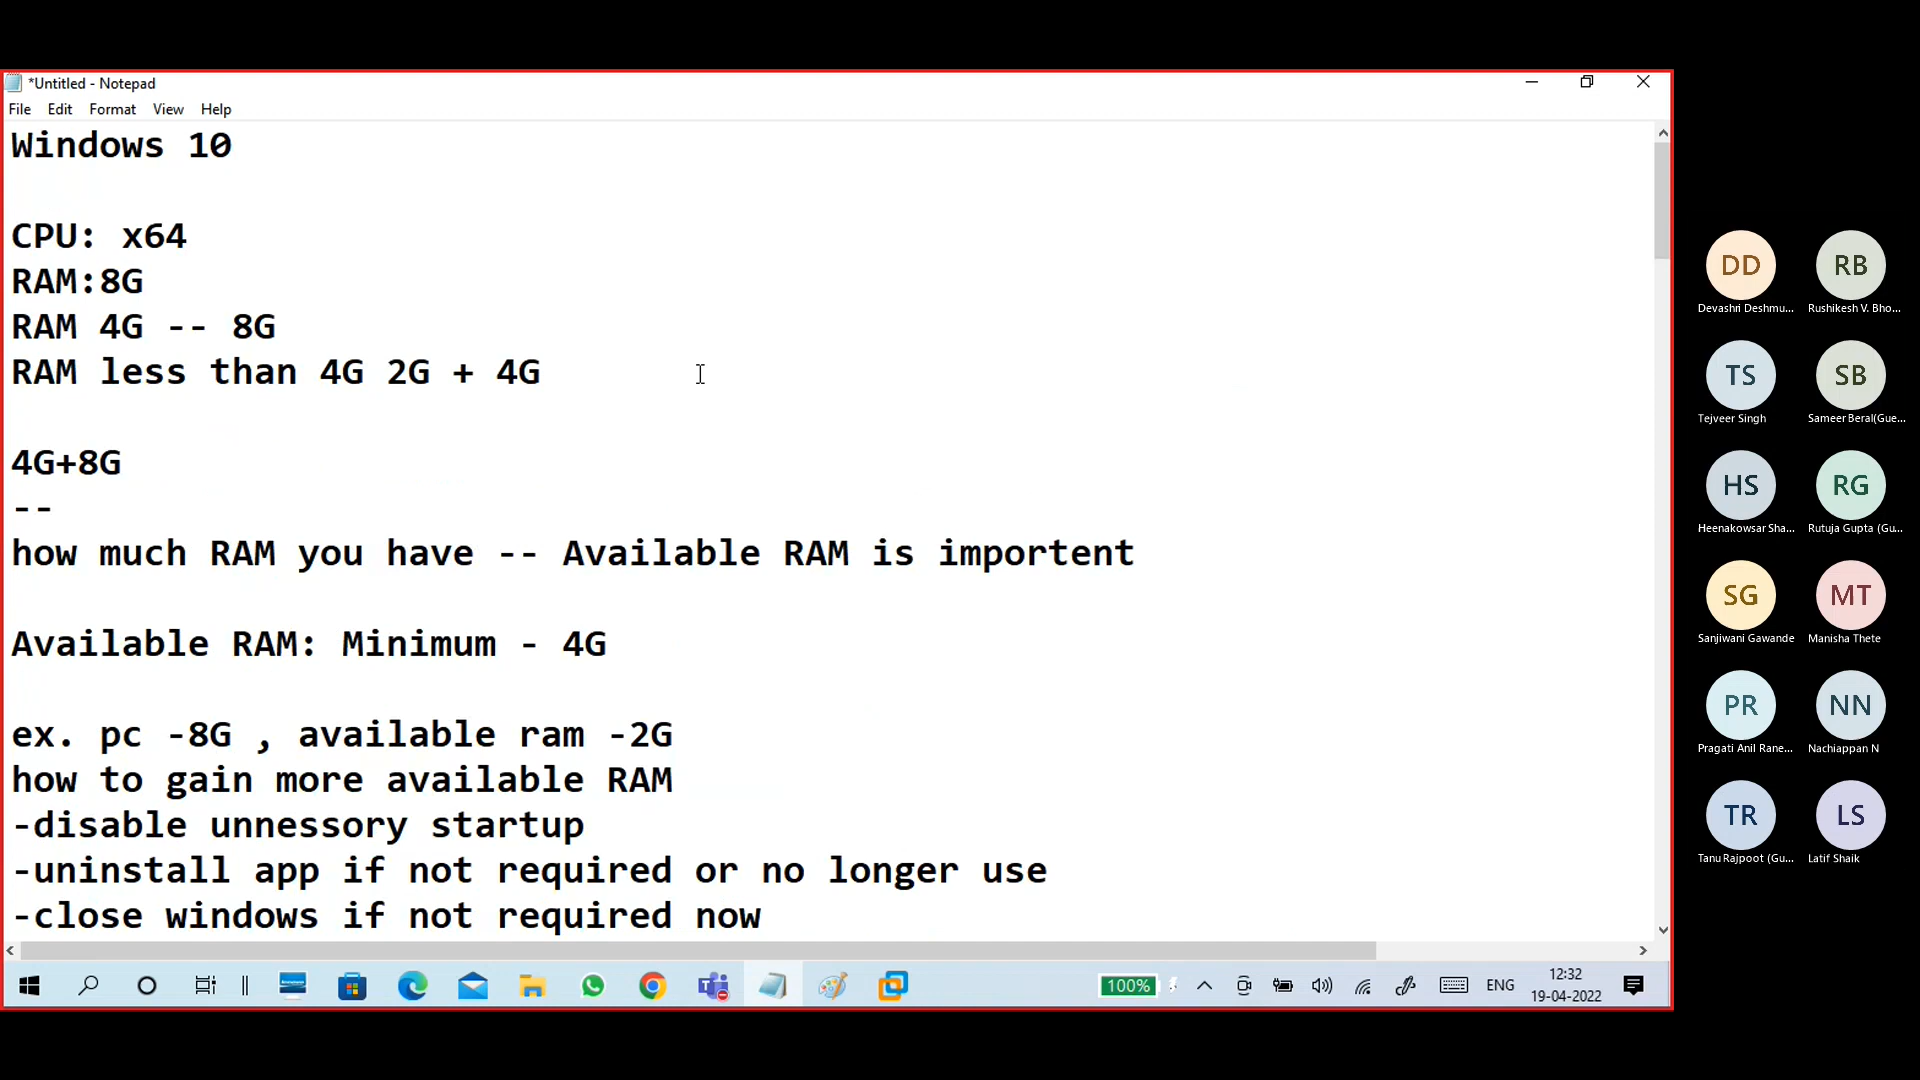 *Untitled - Notepad
File Edit Format View Help
Windows 10
CPU: x64
RAM:8G
RAM 4G -- 8G
RAM less than 4G 2G + 4G
4G+8G
--
how much RAM you have -- Available RAM is importent
Available RAM: Minimum - 4G
ex. pc -8G , available ram -2G
how to gain more available RAM
-disable unnessory startup
-uninstall app if not required or no longer use
-close windows if not required now
100%
ENG
12:32
19-04-2022
DD RB
Devashri Deshmu... Rushikesh V. Bho...
TS SB
Tejveer Singh Sameer Beral(Gue...
HS RG
Heenakowsar Sha... Rutuja Gupta (Gu...
SG MT
Sanjiwani Gawande Manisha Thete
PR NN
Pragati Anil Rane... Nachiappan N
TR LS
Tanu Rajpoot (Gu... Latif Shaik